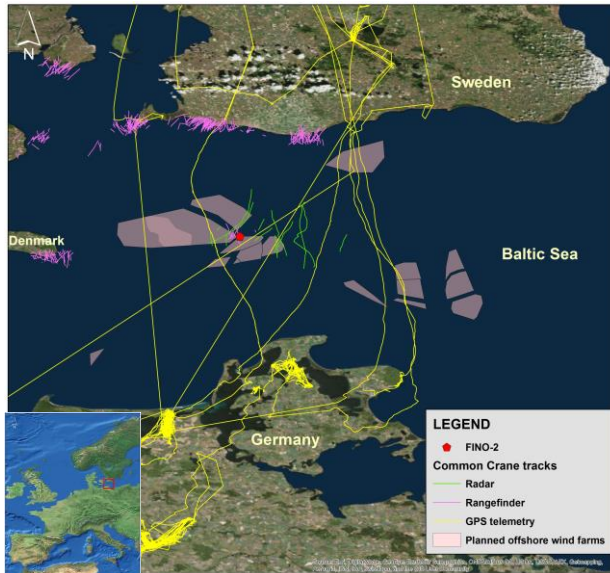 N
Sweden
Denmark
Baltic Sea
Germany
LEGEND
FINO-2
Common Crane tracks
Radar
Rangefinder
GPS telemetry
Planned offshore wind farms